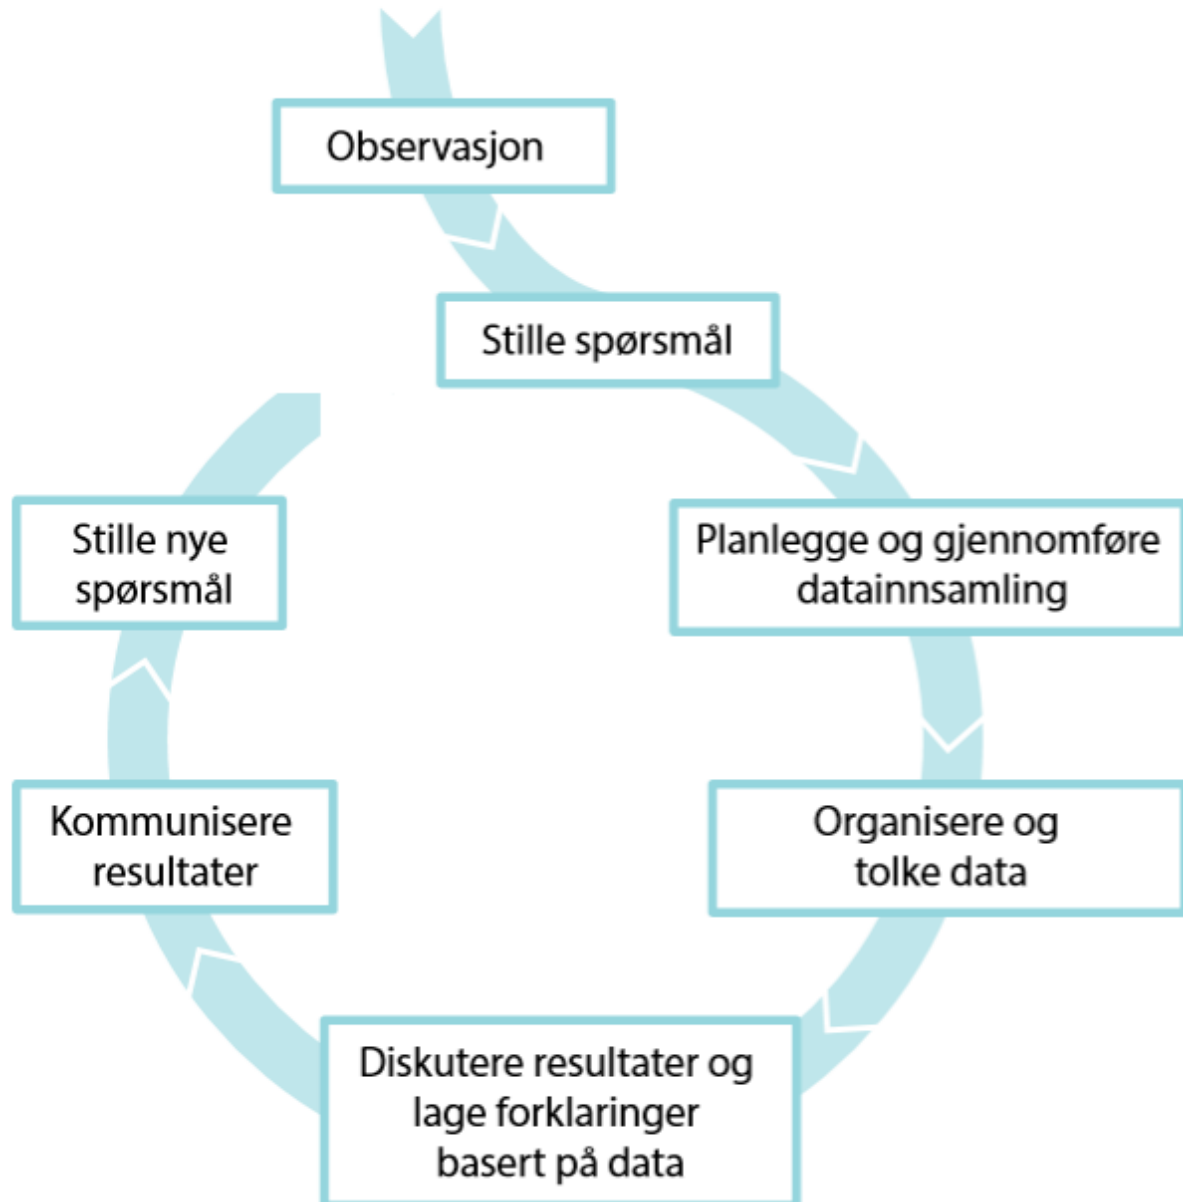 Observasjon
Stille spørsmål
Planlegge og gjennomføre
datainnsamling
Organisere og
tolke data
Diskutere resultater og
lage forklaringer
basert på data
Kommunisere
resultater
Stille nye
spørsmål